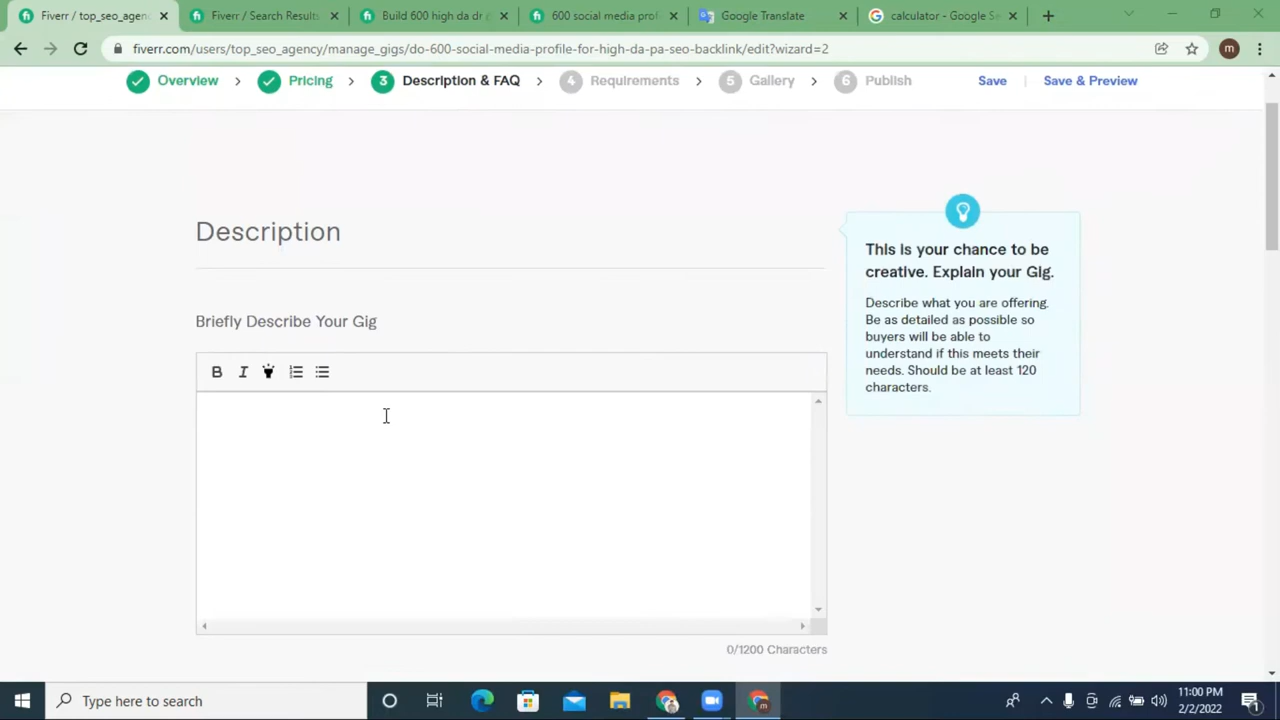 Fiverr / top_seo_agenc
Fiverr / Search Results
Build 600 high da dr
600 social media prof
Google Translate
calculator - Google Se
fiverr.com/users/top_seo_agency/manage_gigs/do-600-social-media-profile-for-high-da-pa-seo-backlink/edit?wizard=2
m
Overview
Pricing
3 Description & FAQ
4 Requirements
5 Gallery
6 Publish
Save
Save & Preview
Description
This is your chance to be
creative. Explain your Gig.
Describe what you are offering.
Be as detailed as possible so
buyers will be able to
understand if this meets their
needs. Should be at least 120
characters.
Briefly Describe Your Gig
B I
0/1200 Characters
Type here to search
m
11:00 PM
2/2/2022
1